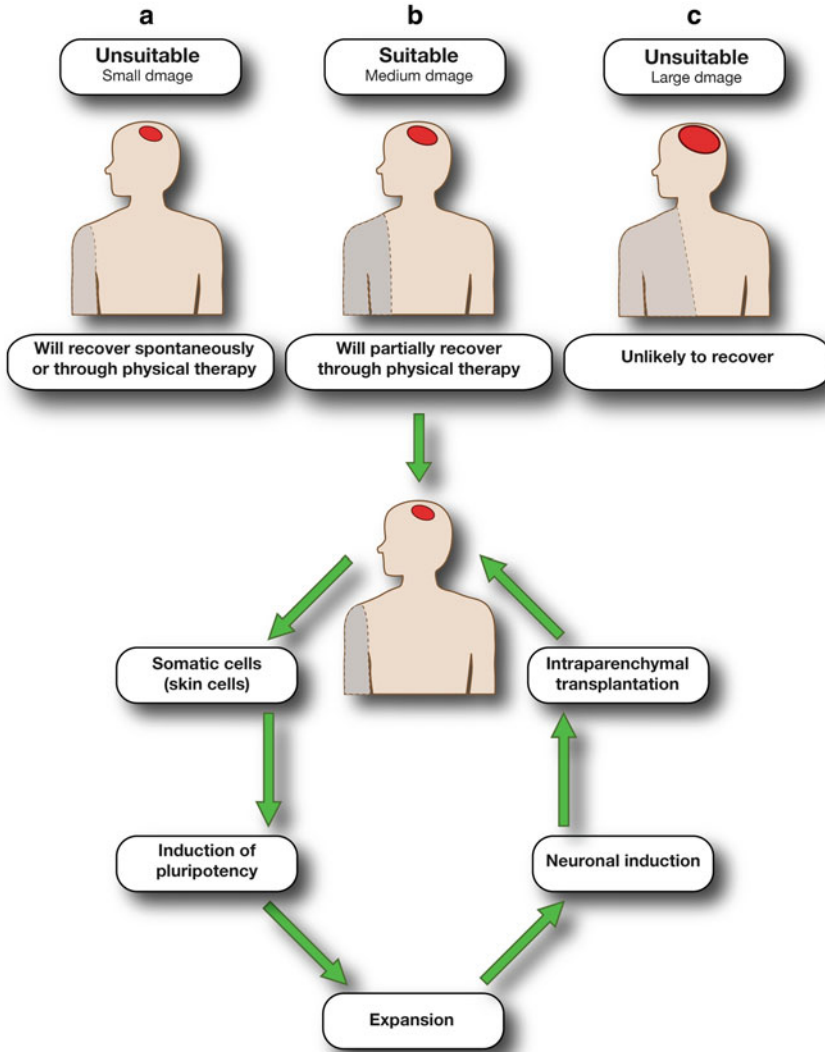 a
Unsuitable
Small dmage
Will recover spontaneously
or through physical therapy
b
Suitable
Medium dmage
Will partially recover
through physical therapy
c
Unsuitable
Large dmage
Unlikely to recover
Somatic cells
(skin cells)
Induction of
pluripotency
Expansion
Neuronal induction
Intraparenchymal
transplantation